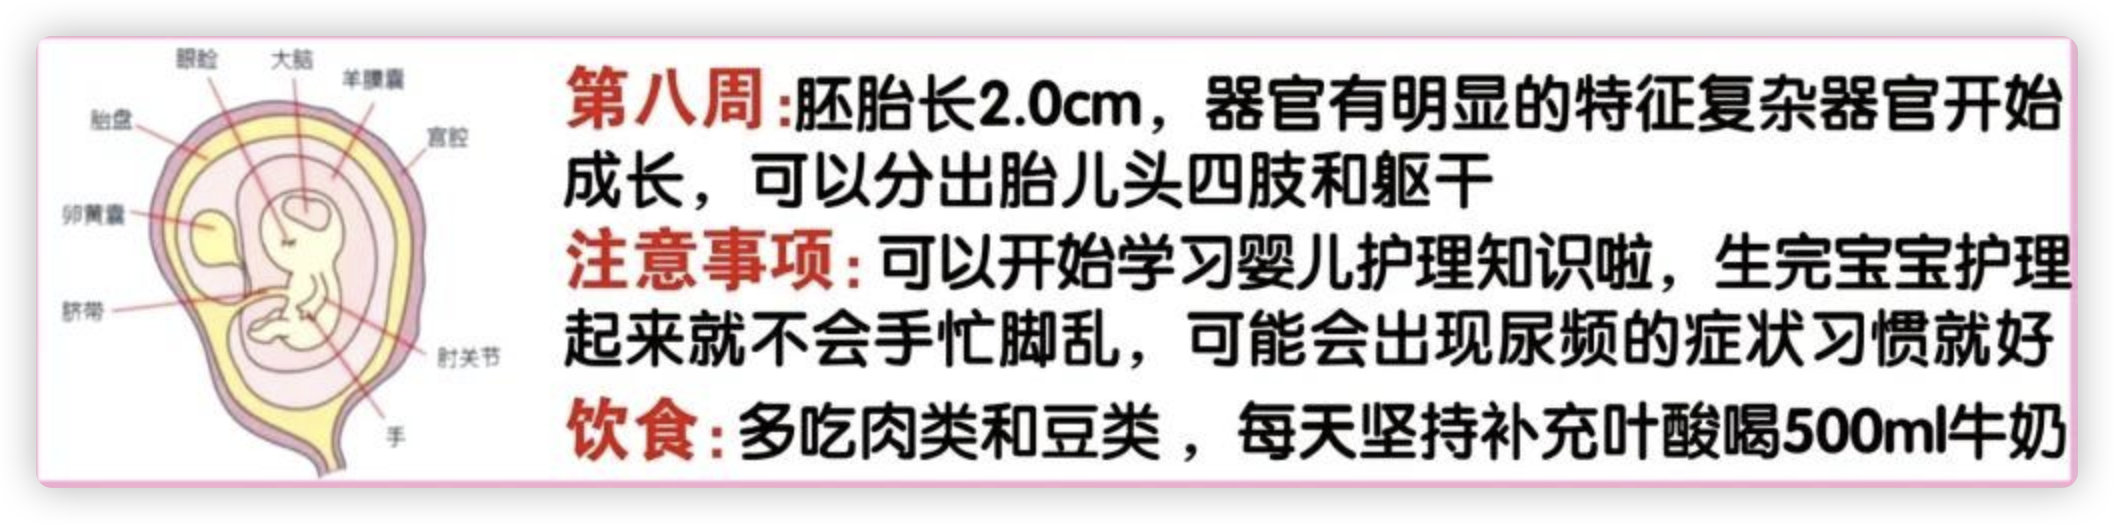 眼睑
大脑
羊膜囊
胎盘
宫腔
卵黄囊
脐带
肘关节
手
第八周:胚胎长2.0cm，器官有明显的特征复杂器官开始
成长，可以分出胎儿头四肢和躯干
注意事项：可以开始学习婴儿护理知识啦，生完宝宝护理
起来就不会手忙脚乱，可能会出现尿频的症状习惯就好
饮食：多吃肉类和豆类，每天坚持补充叶酸喝500ml牛奶